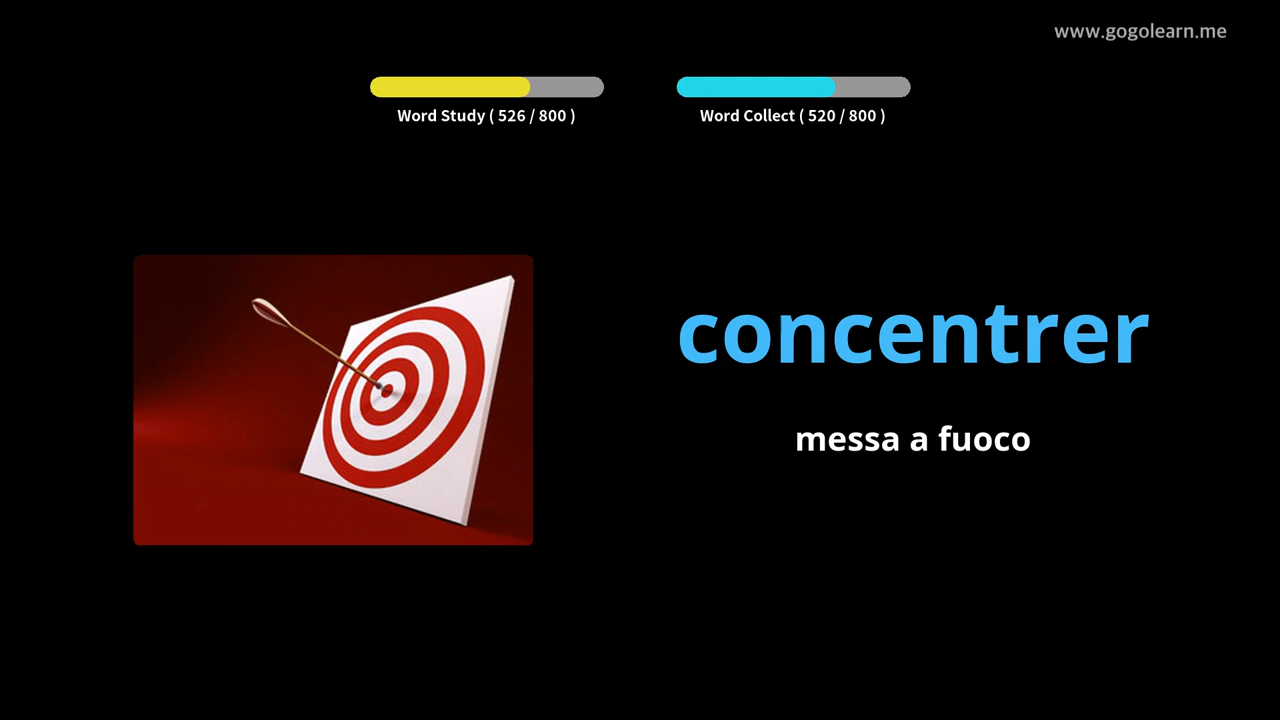 www.gogolearn.me
Word Study ( 526 / 800 )
Word Collect ( 520 / 800 )
concentrer
messa a fuoco